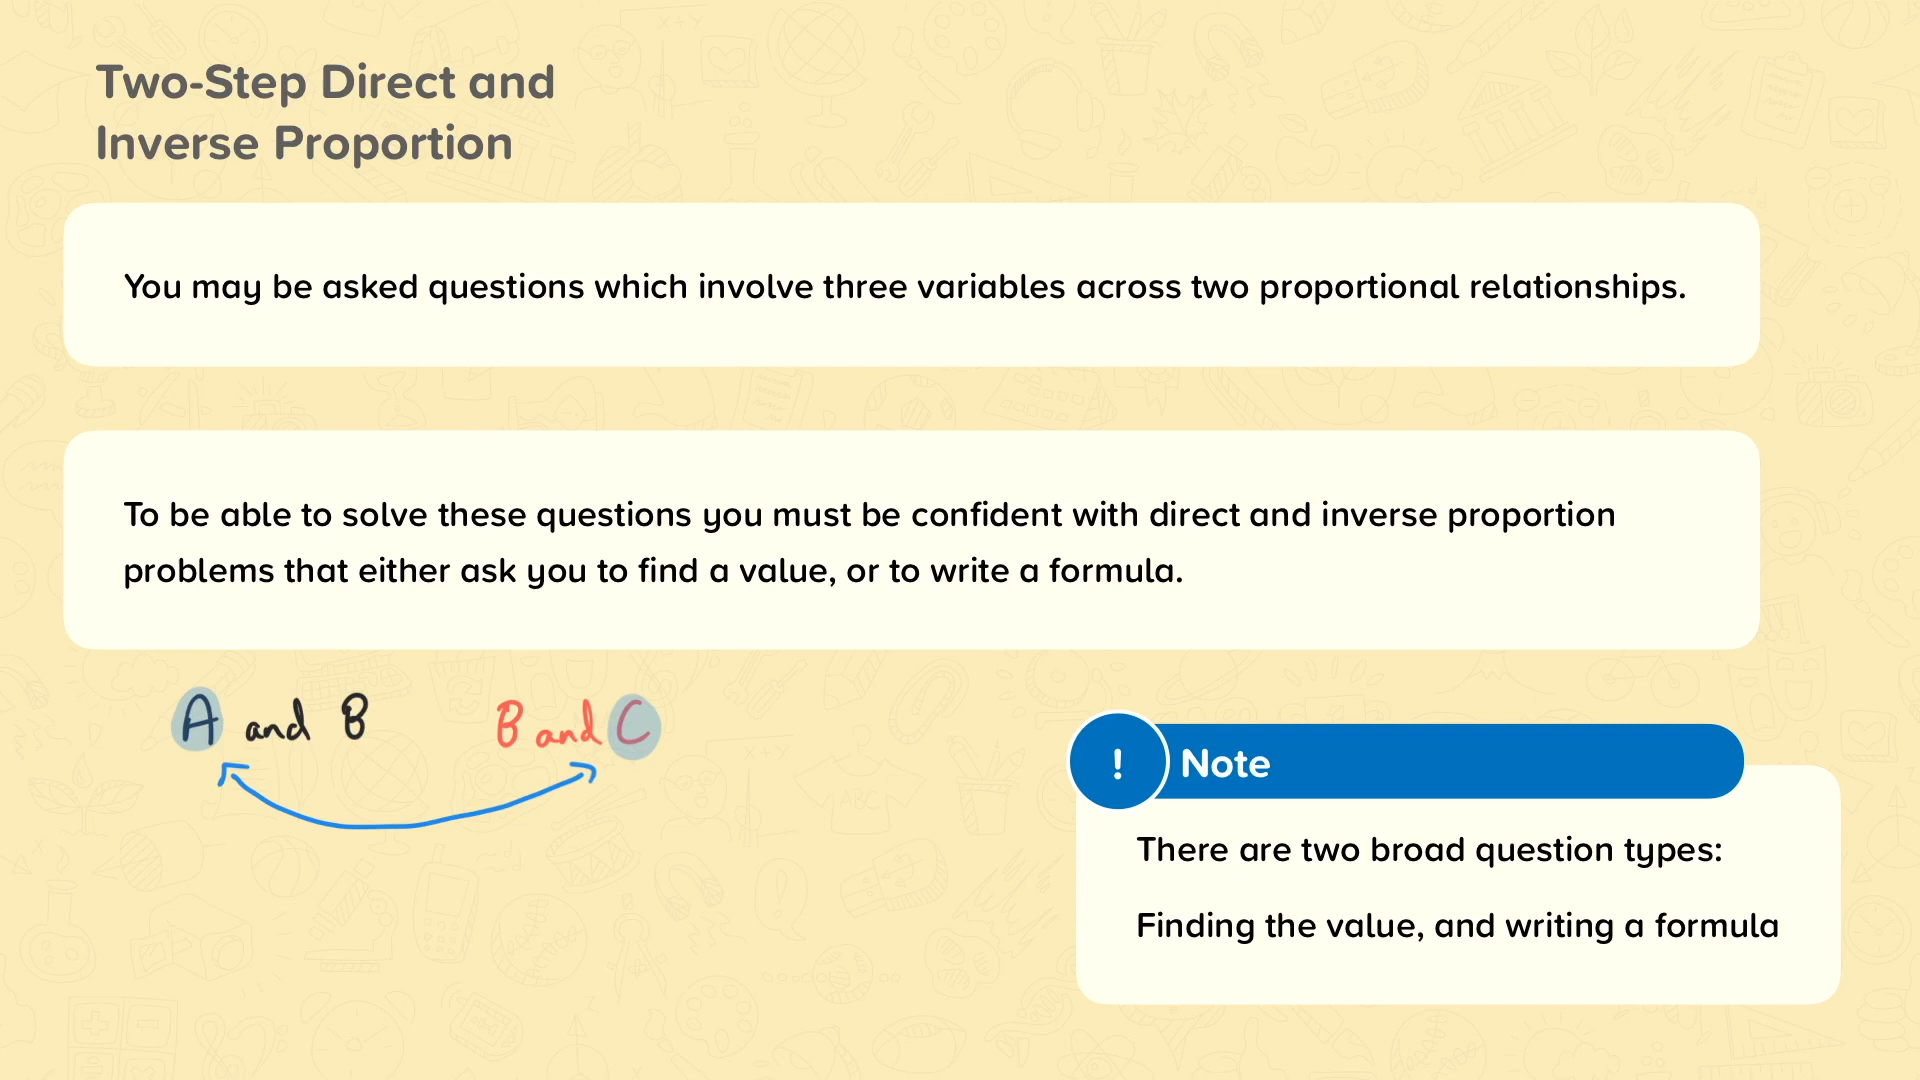 Two-Step Direct and
Inverse Proportion
You may be asked questions which involve three variables across two proportional relationships.
To be able to solve these questions you must be confident with direct and inverse proportion
problems that either ask you to find a value, or to write a formula.
A and B B and C
! Note
There are two broad question types:
Finding the value, and writing a formula